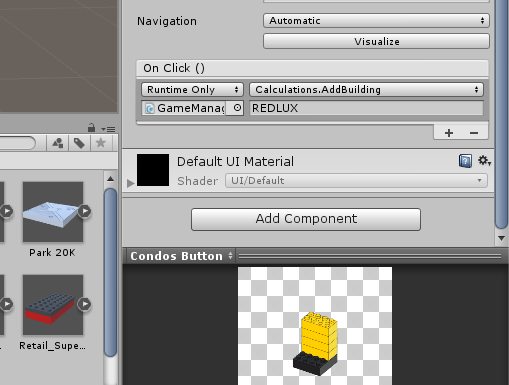 Navigation Automatic
Visualize
On Click ()
Runtime Only Calculations.AddBuilding
GameManag REDLUX
+ −
Default UI Material
Shader UI/Default
Add Component
Park 20K
Condos Button
Retail_Supe...